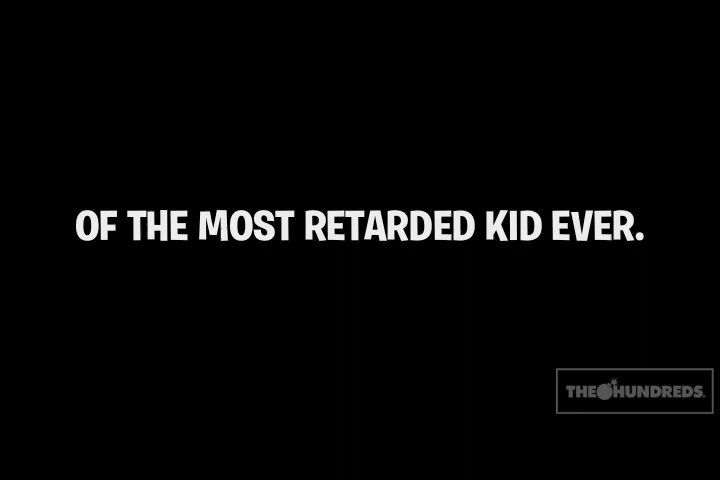 OF THE MOST RETARDED KID EVER.
THE HUNDREDS.